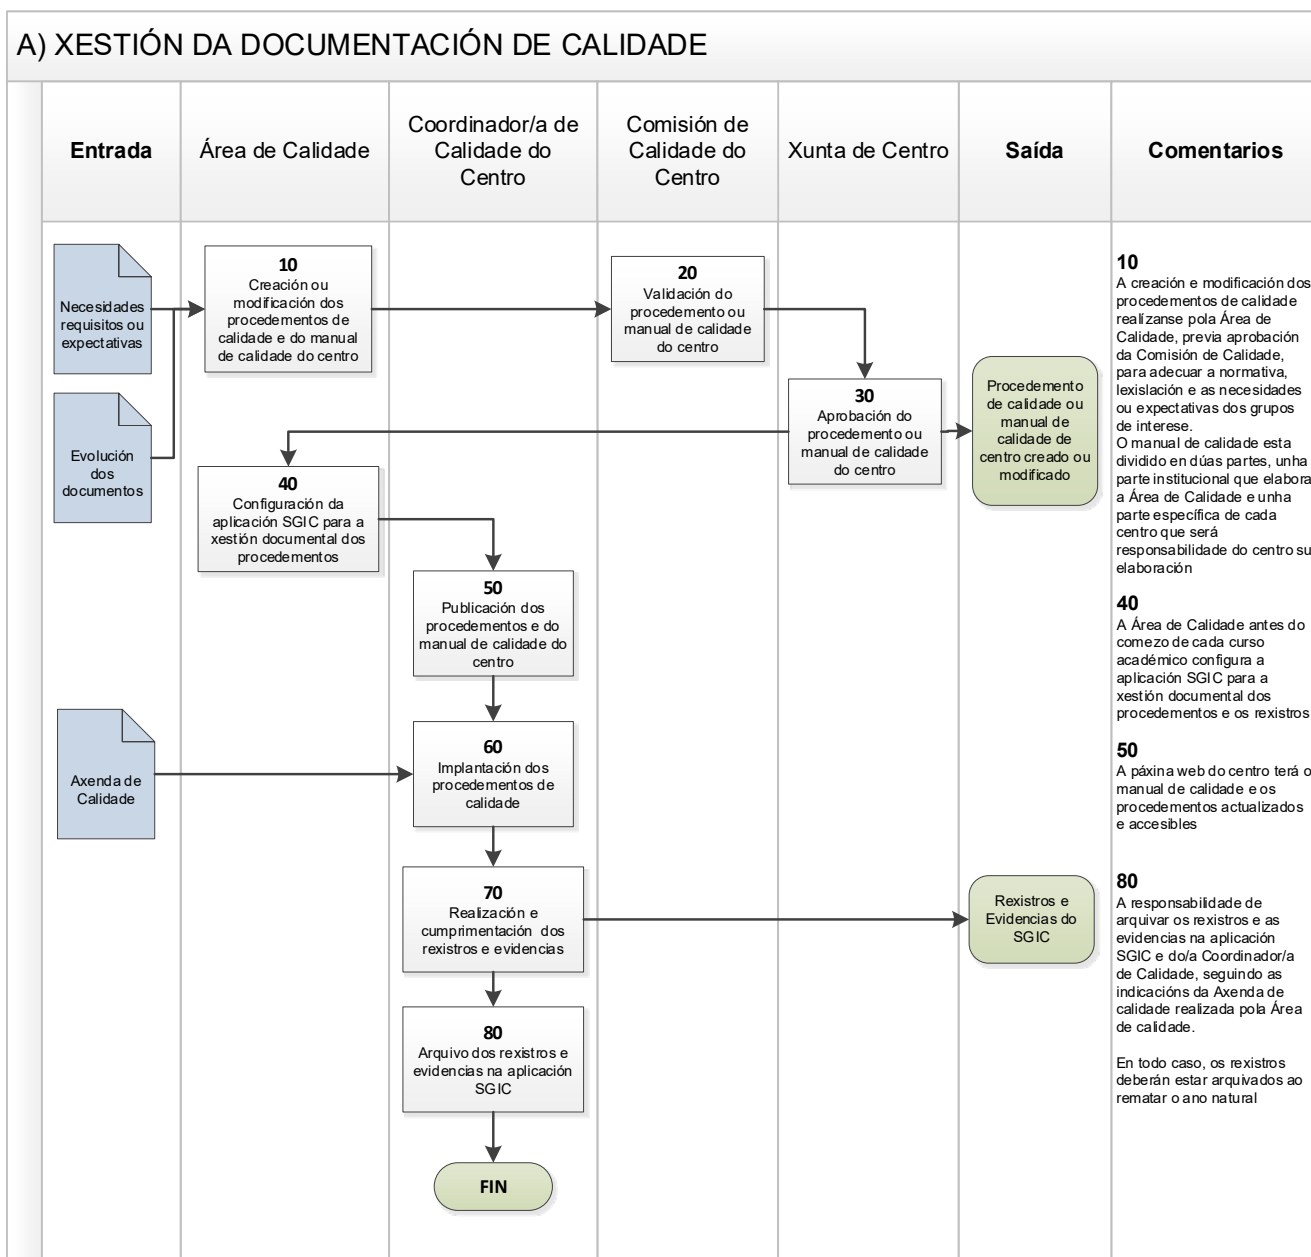 A) XESTIÓN DA DOCUMENTACIÓN DE CALIDADE
Entrada
Área de Calidade
Coordinador/a de
Calidade do
Centro
Comisión de
Calidade do
Centro
Xunta de Centro
Saída
Comentarios
Necesidades
requisitos ou
expectativas
Evolución
dos
documentos
10
Creación ou
modificación dos
procedementos de
calidade e do manual
de calidade do centro
20
Validación do
procedemento ou
manual de calidade
do centro
30
Aprobación do
procedemento ou
manual de calidade
do centro
Procedemento
de calidade ou
manual de
calidade de
centro creado ou
modificado
40
Configuración da
aplicación SGIC para a
xestión documental dos
procedementos
50
Publicación dos
procedementos e do
manual de calidade do
centro
Axenda de
Calidade
60
Implantación dos
procedementos de
calidade
70
Realización e
cumprimentación dos
rexistros e evidencias
Rexistros e
Evidencias do
SGIC
80
Arquivo dos rexistros e
evidencias na aplicación
SGIC
FIN
10
A creación e modificación dos
procedementos de calidade
realízanse pola Área de
Calidade, previa aprobación
da Comisión de Calidade,
para adecuar a normativa,
lexislación e as necesidades
ou expectativas dos grupos
de interese.
O manual de calidade esta
dividido en dúas partes, unha
parte institucional que elabora
a Área de Calidade e unha
parte específica de cada
centro que será
responsabilidade do centro su
elaboración
40
A Área de Calidade antes do
comezo de cada curso
académico configura a
aplicación SGIC para a
xestión documental dos
procedementos e os rexistros
50
A páxina web do centro terá o
manual de calidade e os
procedementos actualizados
e accesibles
80
A responsabilidade de
arquivar os rexistros e as
evidencias na aplicación
SGIC e do/a Coordinador/a
de Calidade, seguindo as
indicacións da Axenda de
calidade realizada pola Área
de calidade.
En todo caso, os rexistros
deberán estar arquivados ao
rematar o ano natural